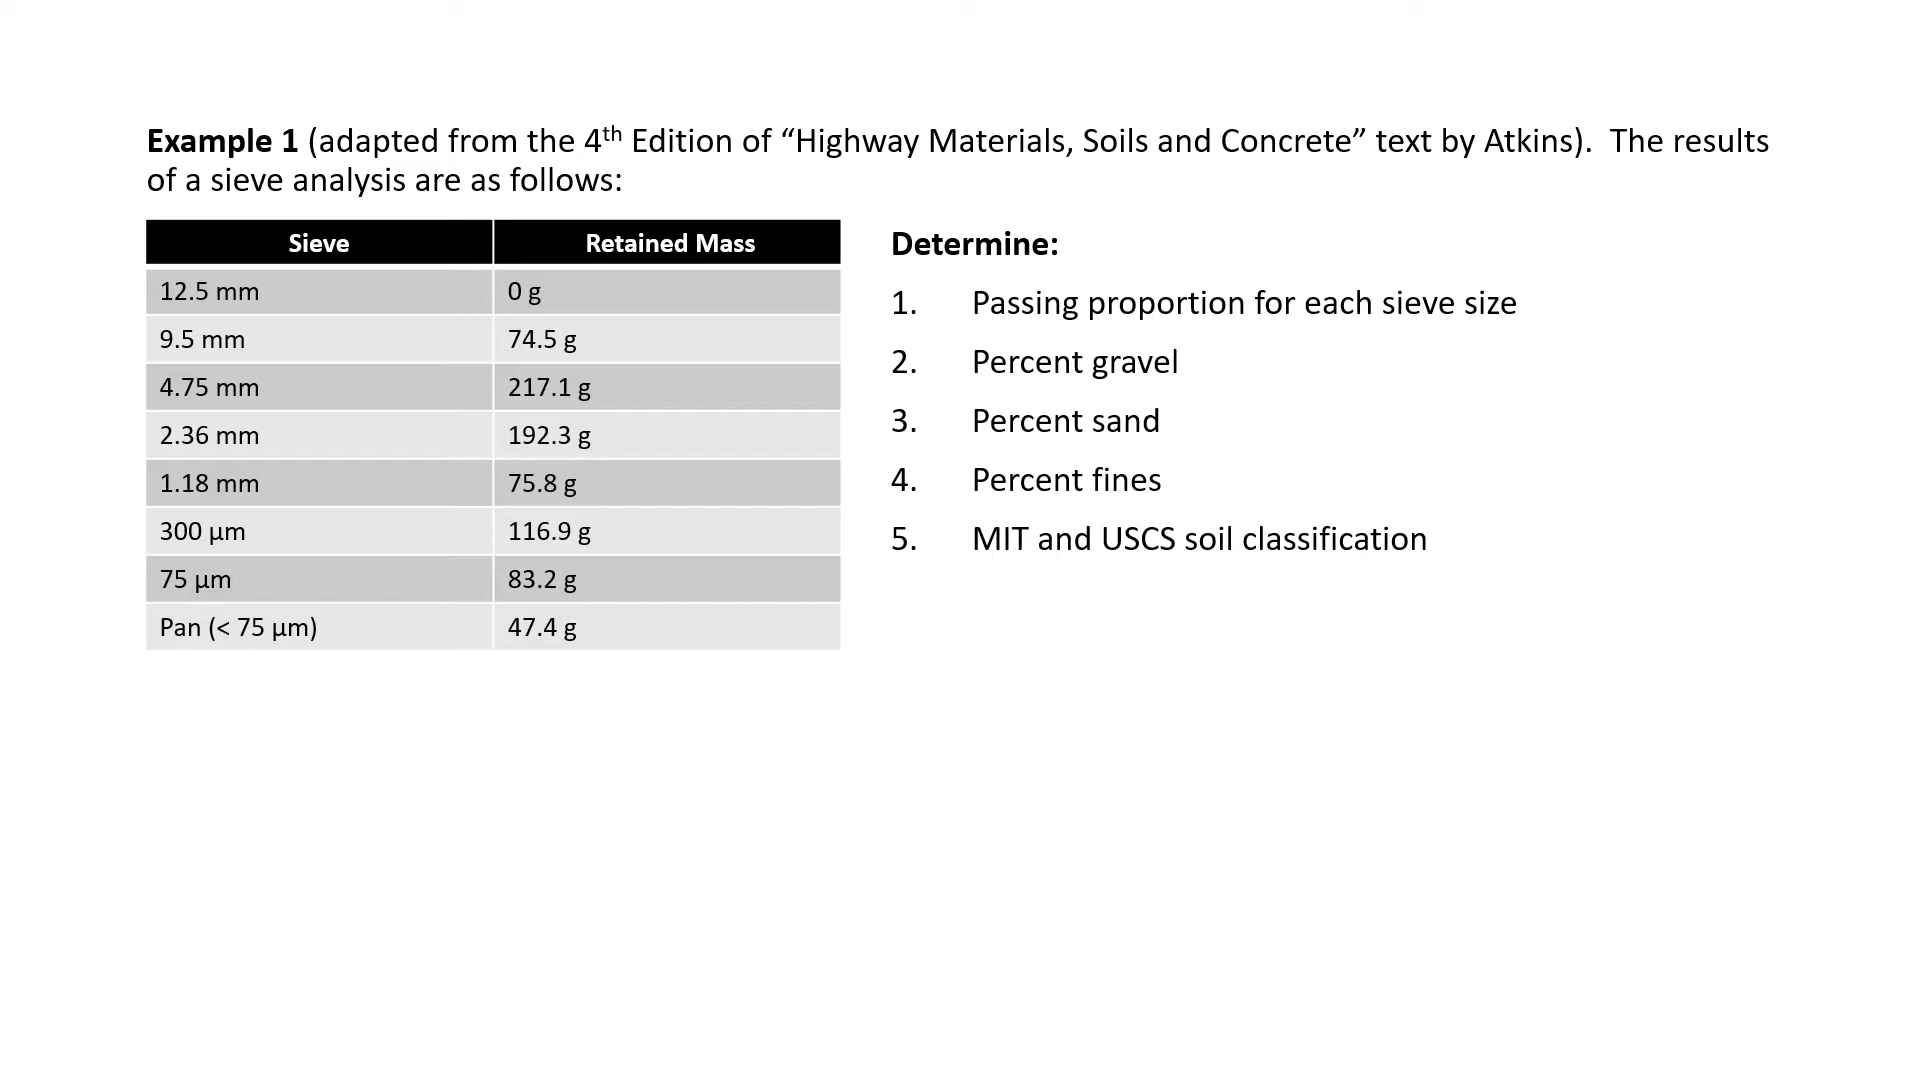 Example 1 (adapted from the 4th Edition of “Highway Materials, Soils and Concrete” text by Atkins). The results
of a sieve analysis are as follows:
Sieve Retained Mass
12.5 mm 0 g
9.5 mm 74.5 g
4.75 mm 217.1 g
2.36 mm 192.3 g
1.18 mm 75.8 g
300 µm 116.9 g
75 µm 83.2 g
Pan (< 75 µm) 47.4 g
Determine:
1. Passing proportion for each sieve size
2. Percent gravel
3. Percent sand
4. Percent fines
5. MIT and USCS soil classification